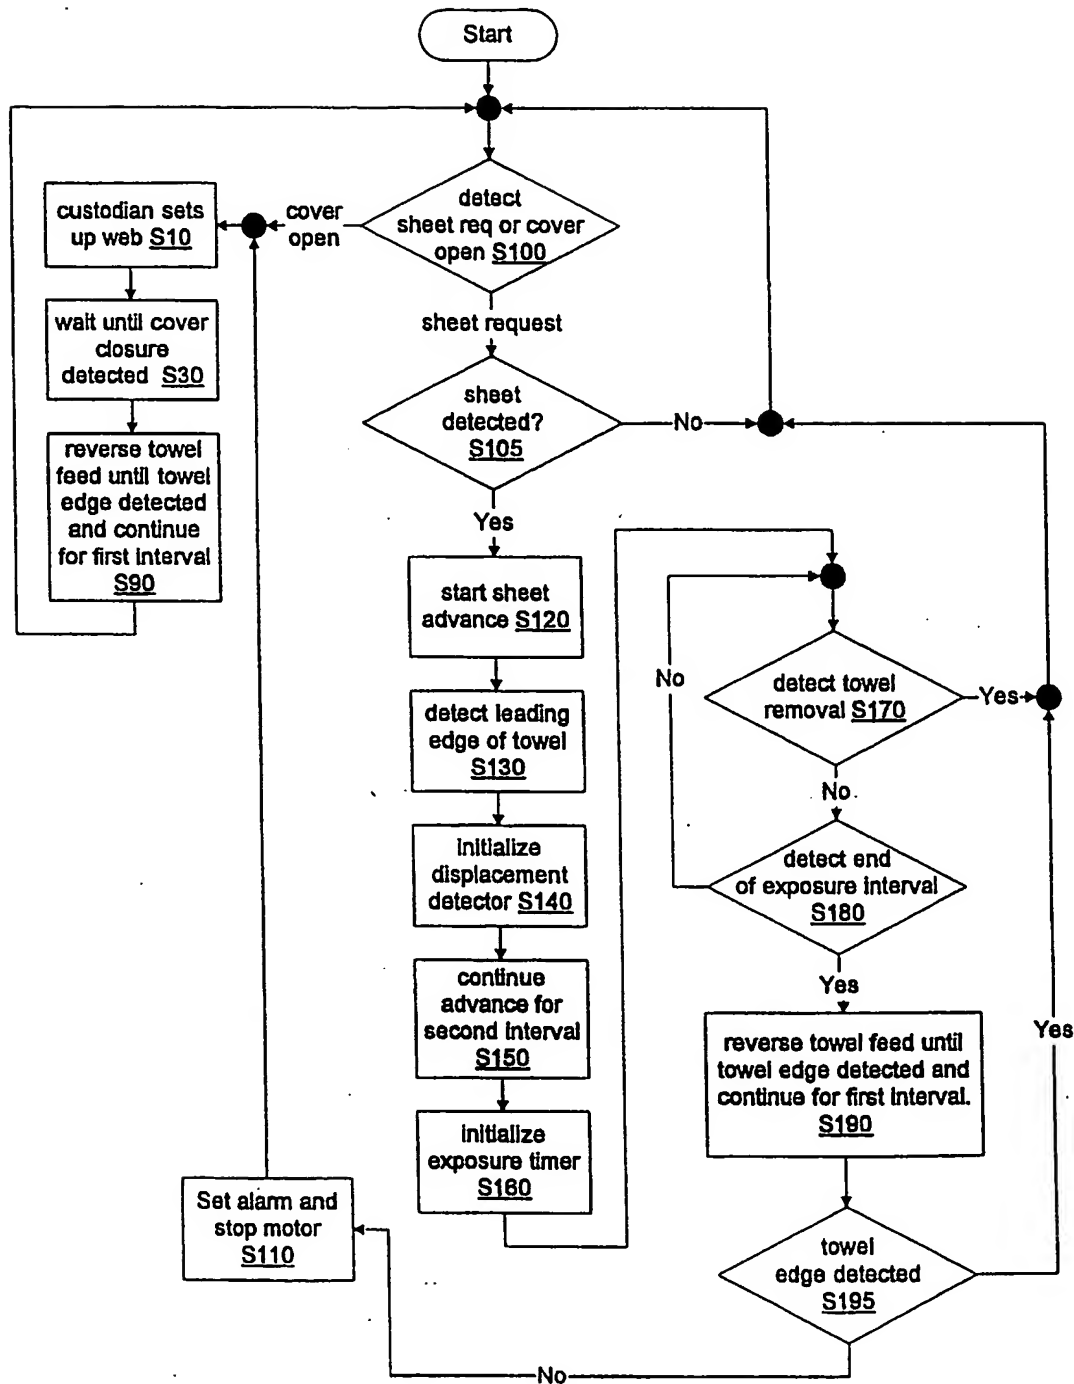 Start
detect
sheet req or cover
open S100
cover
open
custodian sets
up web S10
wait until cover
closure
detected S30
reverse towel
feed until towel
edge detected
and continue
for first interval
S90
sheet request
sheet
detected?
S105
No
Yes
start sheet
advance S120
detect leading
edge of towel
S130
initialize
displacement
detector S140
continue
advance for
second interval
S150
initialize
exposure timer
S160
detect towel
removal S170
Yes
No
No
detect end
of exposure interval
S180
Yes
reverse towel feed until
towel edge detected and
continue for first interval.
S190
Yes
towel
edge detected
S195
No
Set alarm and
stop motor
S110